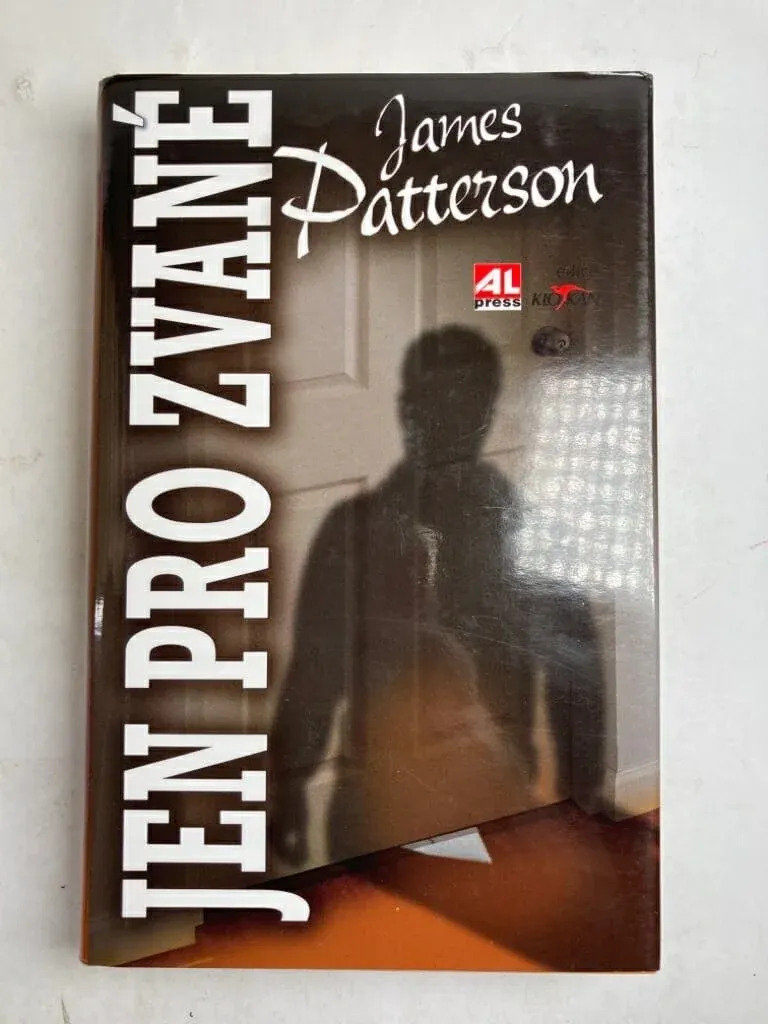 JEN PRO ZVANÉ
James
Patterson
AL
press
edice
KLOKAN